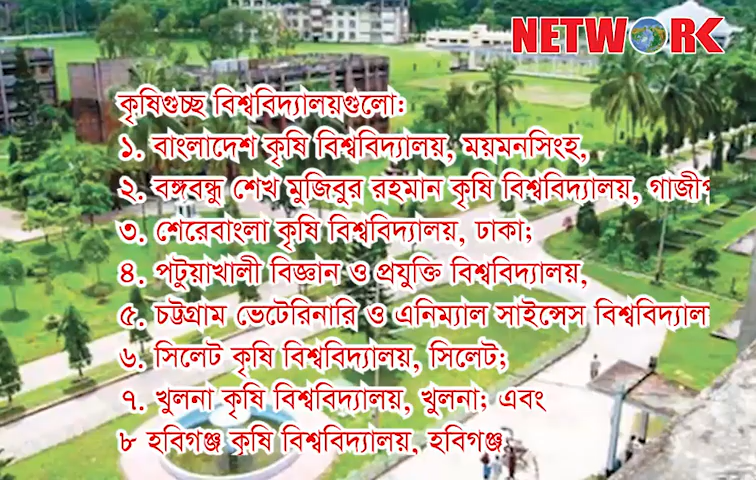 NETWORK
কৃষিগুচ্ছ বিশ্ববিদ্যালয়গুলো:
১. বাংলাদেশ কৃষি বিশ্ববিদ্যালয়, ময়মনসিংহ,
২. বঙ্গবন্ধু শেখ মুজিবুর রহমান কৃষি বিশ্ববিদ্যালয়,
৩. শেরেবাংলা কৃষি বিশ্ববিদ্যালয়, ঢাকা;
৪. পটুয়াখালী বিজ্ঞান ও প্রযুক্তি বিশ্ববিদ্যালয়,
৫. চট্টগ্রাম ভেটেরিনারি ও এনিম্যাল সাইন্সেস বিশ্ববিদ্যাল
৬. সিলেট কৃষি বিশ্ববিদ্যালয়, সিলেট;
৭. খুলনা কৃষি বিশ্ববিদ্যালয়, খুলনা; এবং
৮ হবিগঞ্জ কৃষি বিশ্ববিদ্যালয়, হবিগঞ্জ